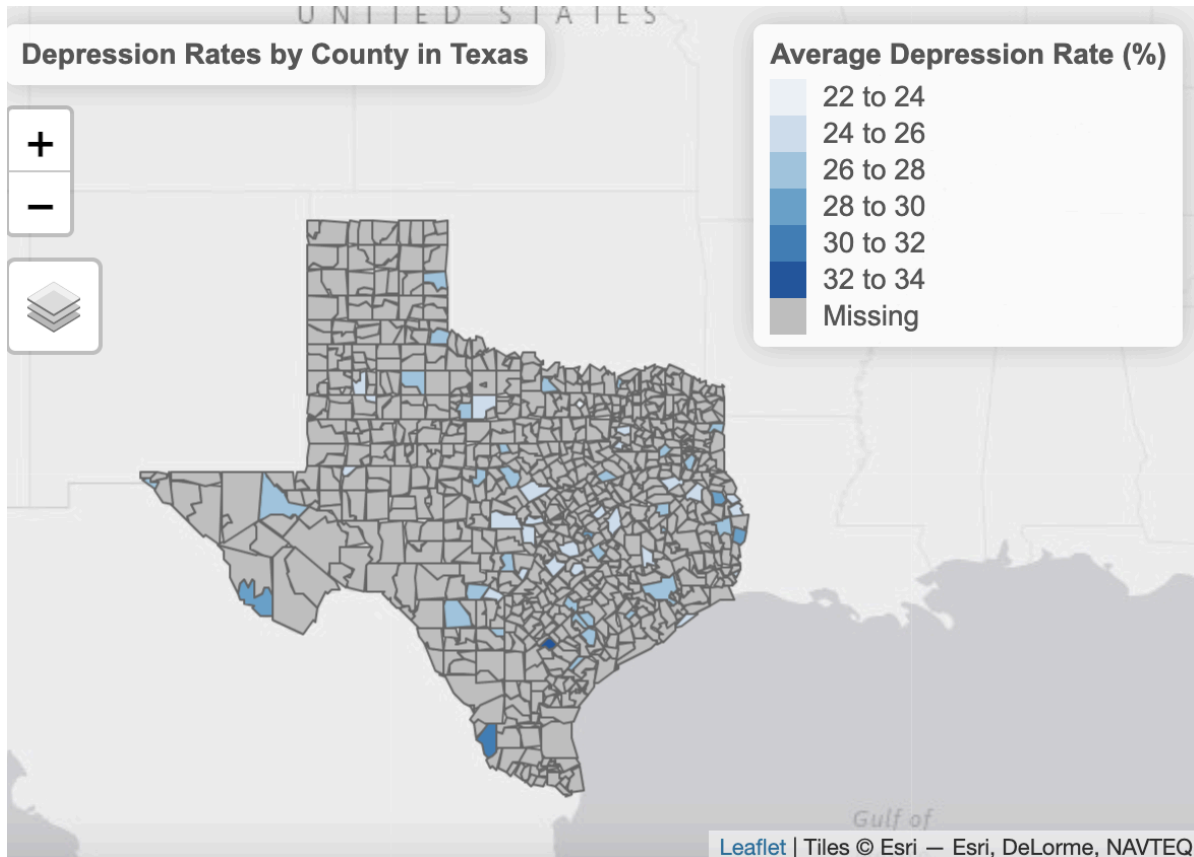 UNITED STATES
Depression Rates by County in Texas
+
−
Average Depression Rate (%)
22 to 24
24 to 26
26 to 28
28 to 30
30 to 32
32 to 34
Missing
Gulf of
Leaflet | Tiles © Esri — Esri, DeLorme, NAVTEQ